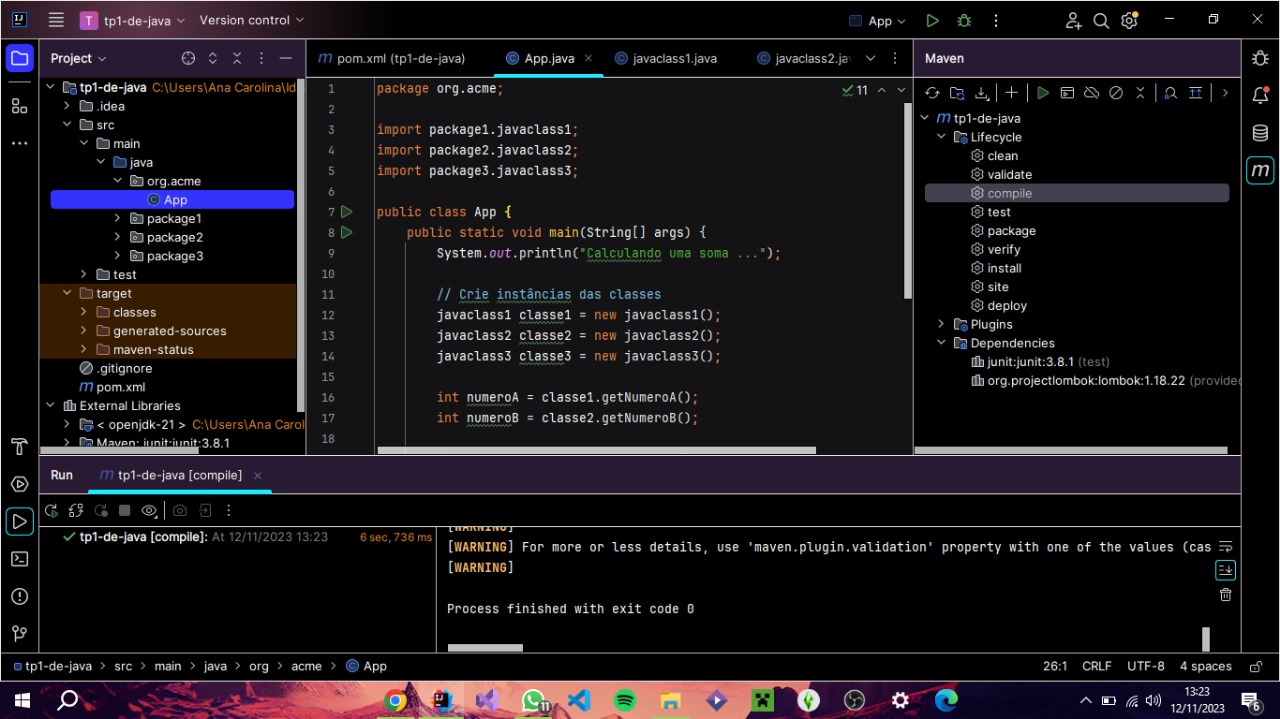 T tp1-de-java Version control App
Project
pom.xml (tp1-de-java) App.java javaclass1.java javaclass2.ja
Maven
tp1-de-java C:\Users\Ana Carolina\Id
.idea
src
main
java
org.acme
App
package1
package2
package3
test
target
classes
generated-sources
maven-status
.gitignore
pom.xml
External Libraries
< openjdk-21 > C:\Users\Ana Carol
Maven: junit:junit:3.8.1
11
1 package org.acme;
2
3 import package1.javaclass1;
4 import package2.javaclass2;
5 import package3.javaclass3;
6
7 public class App {
8 public static void main(String[] args) {
9 System.out.println("Calculando uma soma ...");
10
11 // Crie instâncias das classes
12 javaclass1 classe1 = new javaclass1();
13 javaclass2 classe2 = new javaclass2();
14 javaclass3 classe3 = new javaclass3();
15
16 int numeroA = classe1.getNumeroA();
17 int numeroB = classe2.getNumeroB();
18
tp1-de-java
Lifecycle
clean
validate
compile
test
package
verify
install
site
deploy
Plugins
Dependencies
junit:junit:3.8.1 (test)
org.projectlombok:lombok:1.18.22 (provided
Run tp1-de-java [compile]
tp1-de-java [compile]: At 12/11/2023 13:23 6 sec, 736 ms
[WARNING]
[WARNING] For more or less details, use 'maven.plugin.validation' property with one of the values (cas
[WARNING]
Process finished with exit code 0
tp1-de-java > src > main > java > org > acme > App
26:1 CRLF UTF-8 4 spaces
11
13:23
12/11/2023
6